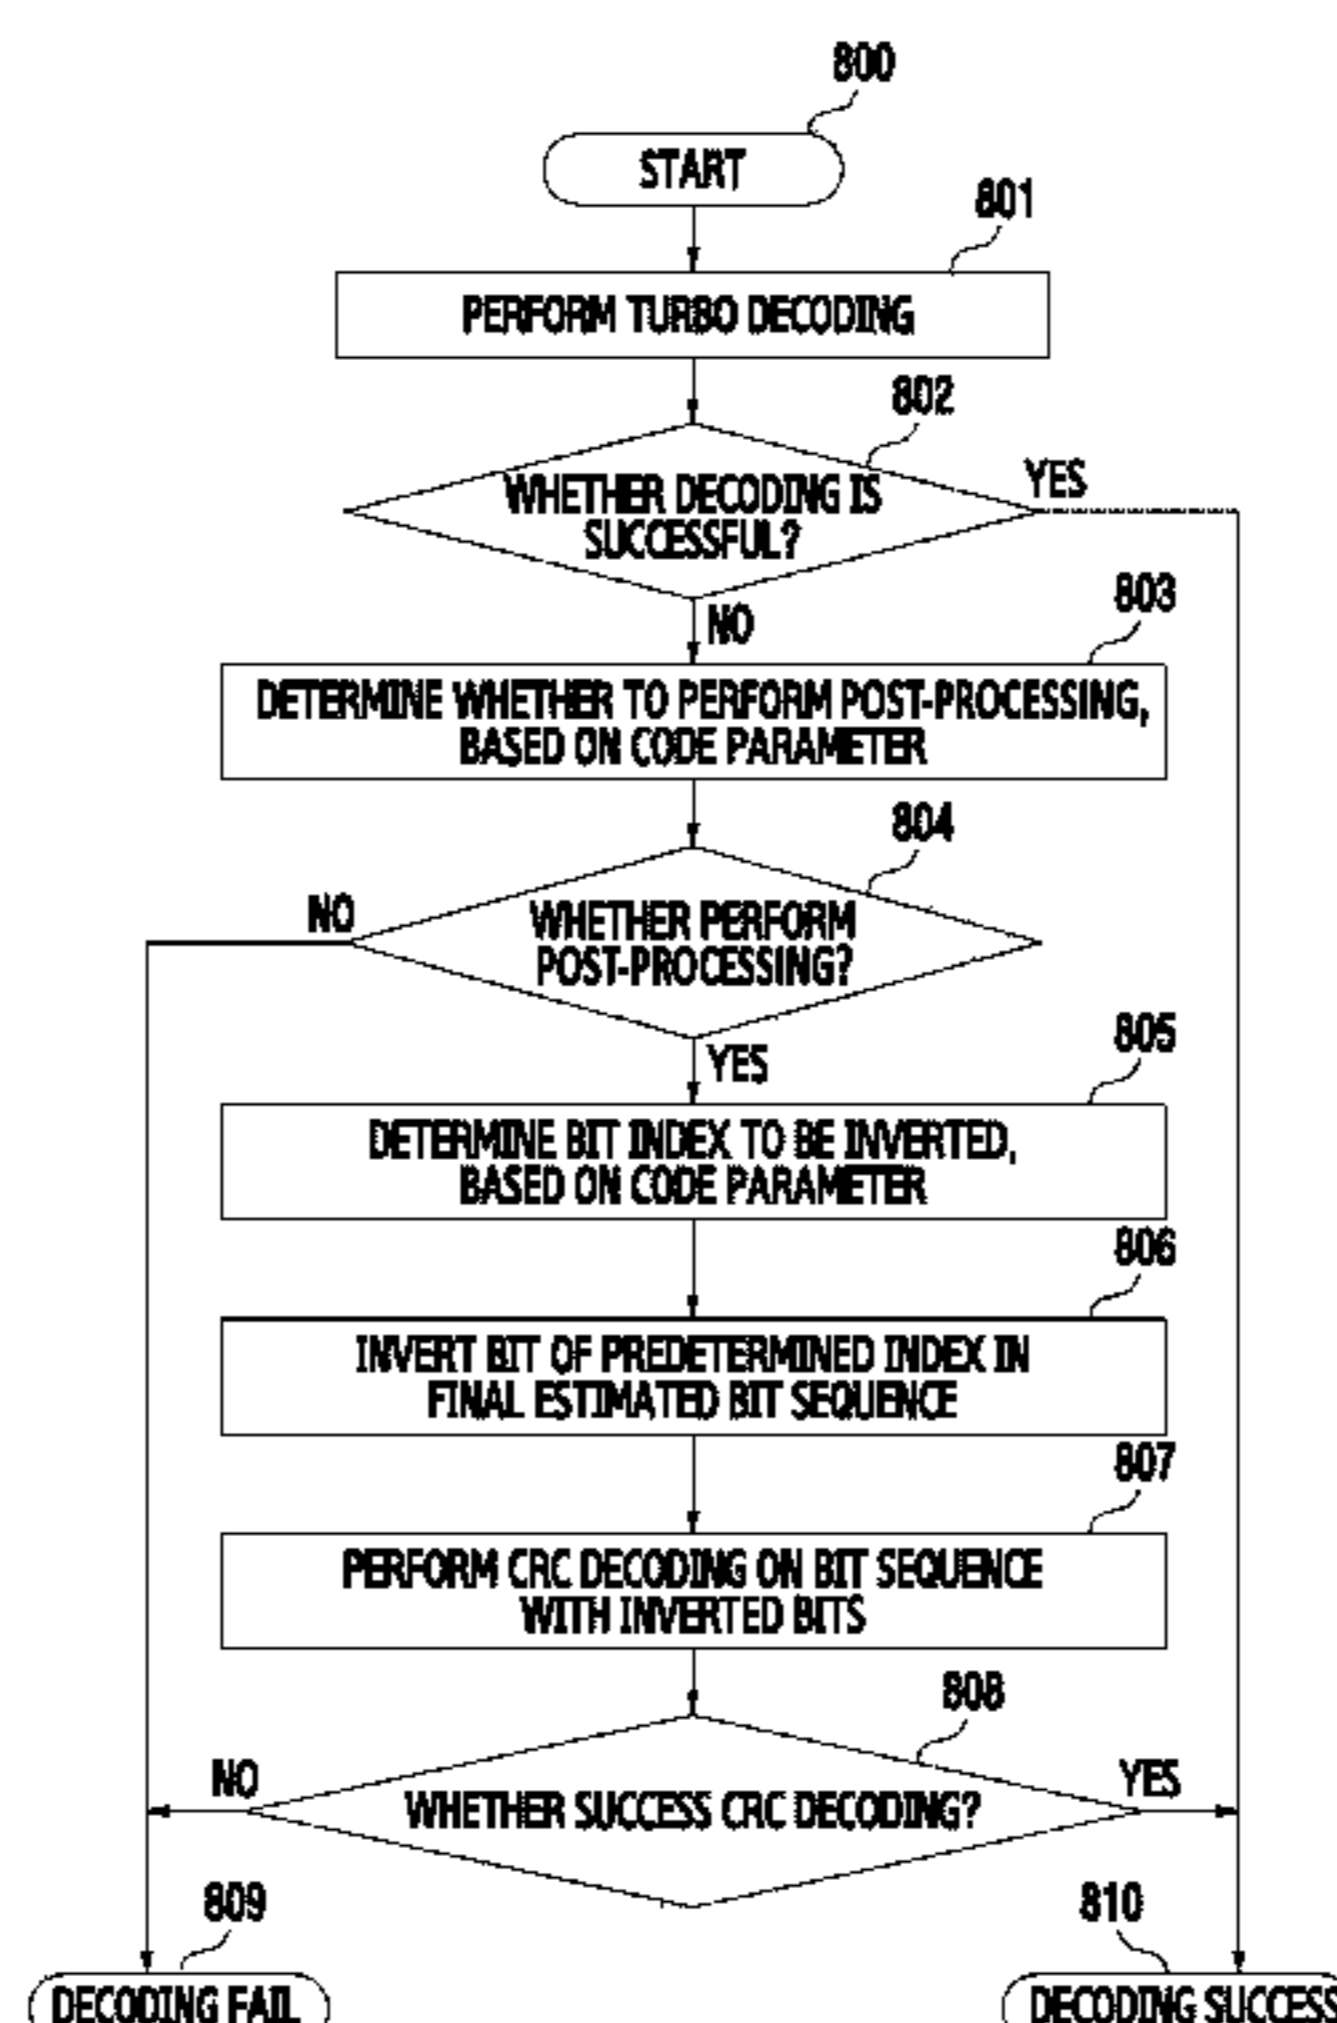 800
START
801
PERFORM TURBO DECODING
802
WHETHER DECODING IS
SUCCESSFUL?
YES
NO
803
DETERMINE WHETHER TO PERFORM POST-PROCESSING,
BASED ON CODE PARAMETER
804
NO
WHETHER PERFORM
POST-PROCESSING?
YES
805
DETERMINE BIT INDEX TO BE INVERTED,
BASED ON CODE PARAMETER
806
INVERT BIT OF PREDETERMINED INDEX IN
FINAL ESTIMATED BIT SEQUENCE
807
PERFORM CRC DECODING ON BIT SEQUENCE
WITH INVERTED BITS
808
NO
YES
WHETHER SUCCESS CRC DECODING?
809
810
DECODING FAIL
DECODING SUCCESS